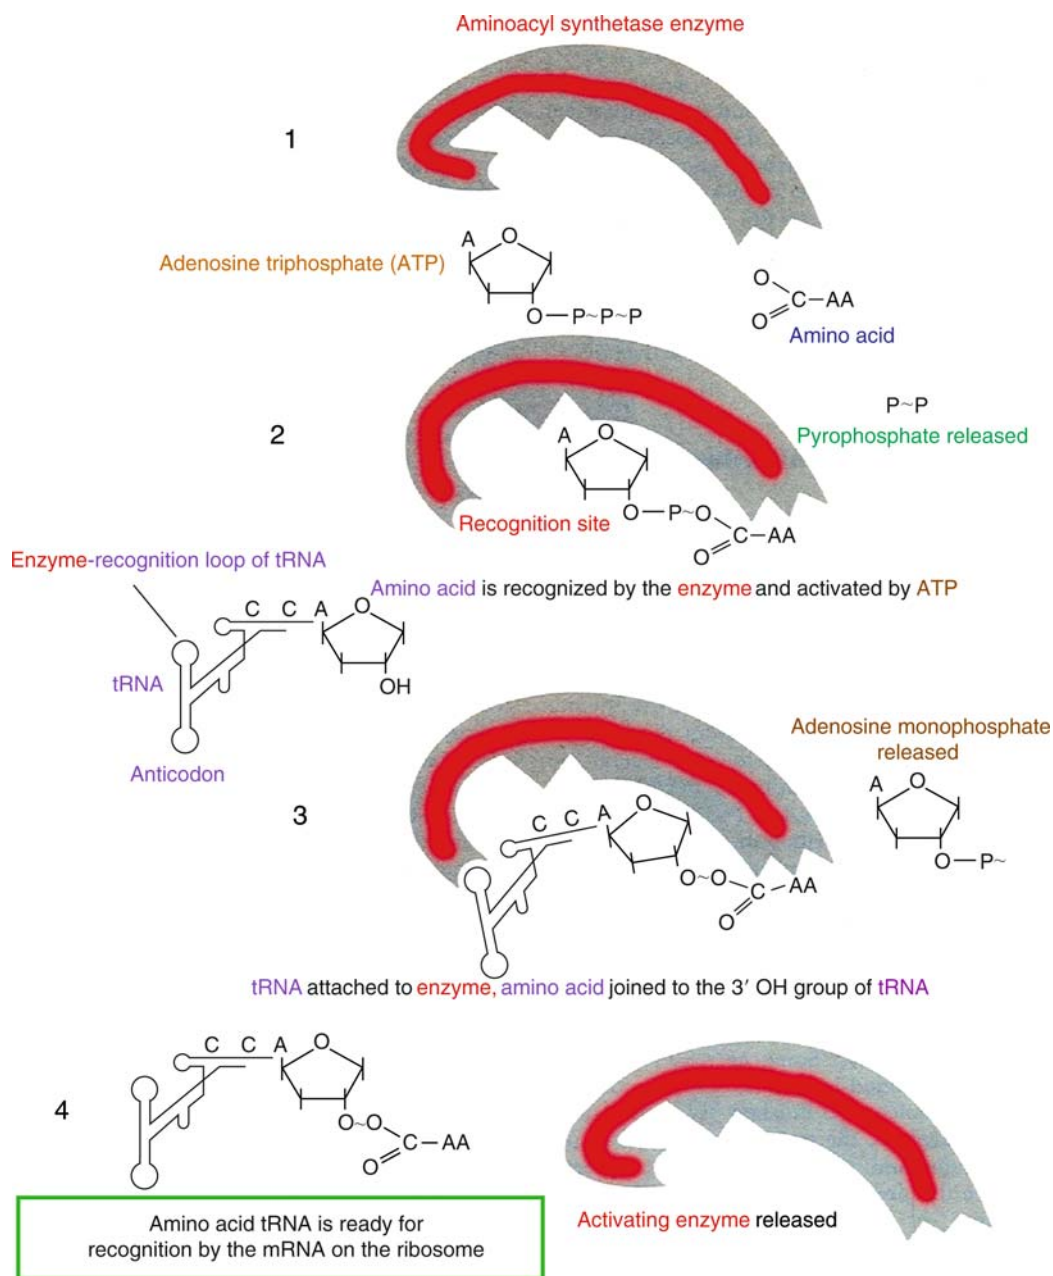 Aminoacyl synthetase enzyme
1
A O
Adenosine triphosphate (ATP)
O—P~P~P
O
C—AA
O
Amino acid
2
P~P
Pyrophosphate released
A O
O—P~O
Recognition site
C—AA
O
Enzyme-recognition loop of tRNA
Amino acid is recognized by the enzyme and activated by ATP
C C A O
tRNA
OH
Anticodon
Adenosine monophosphate
released
A O
O—P~
3
C C A O
O~O
C—AA
O
tRNA attached to enzyme, amino acid joined to the 3′ OH group of tRNA
C C A O
4
O~O
C—AA
O
Amino acid tRNA is ready for
recognition by the mRNA on the ribosome
Activating enzyme released